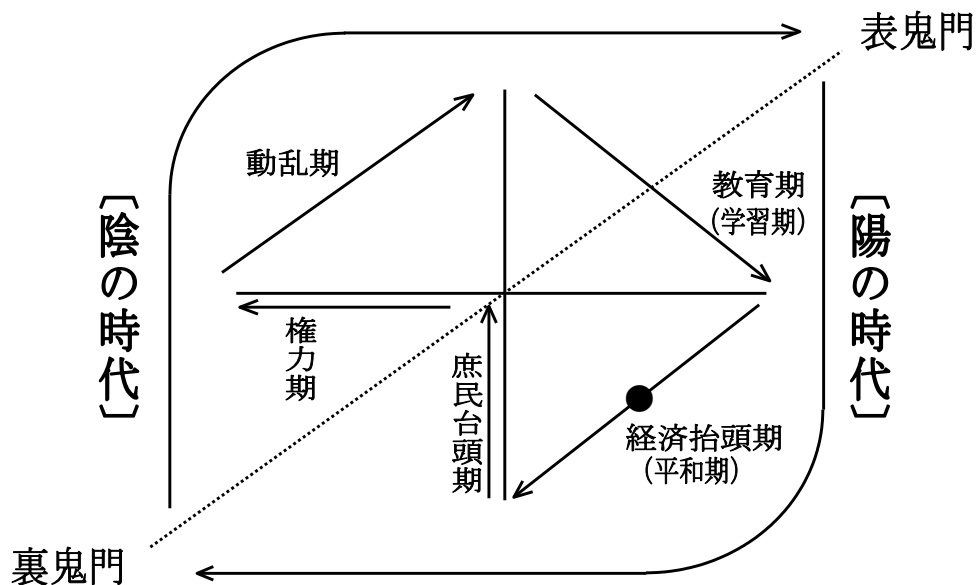 表鬼門
動乱期
教育期
(学習期)
〔陰の時代〕
〔陽の時代〕
権力期
庶民台頭期
経済抬頭期
(平和期)
裏鬼門